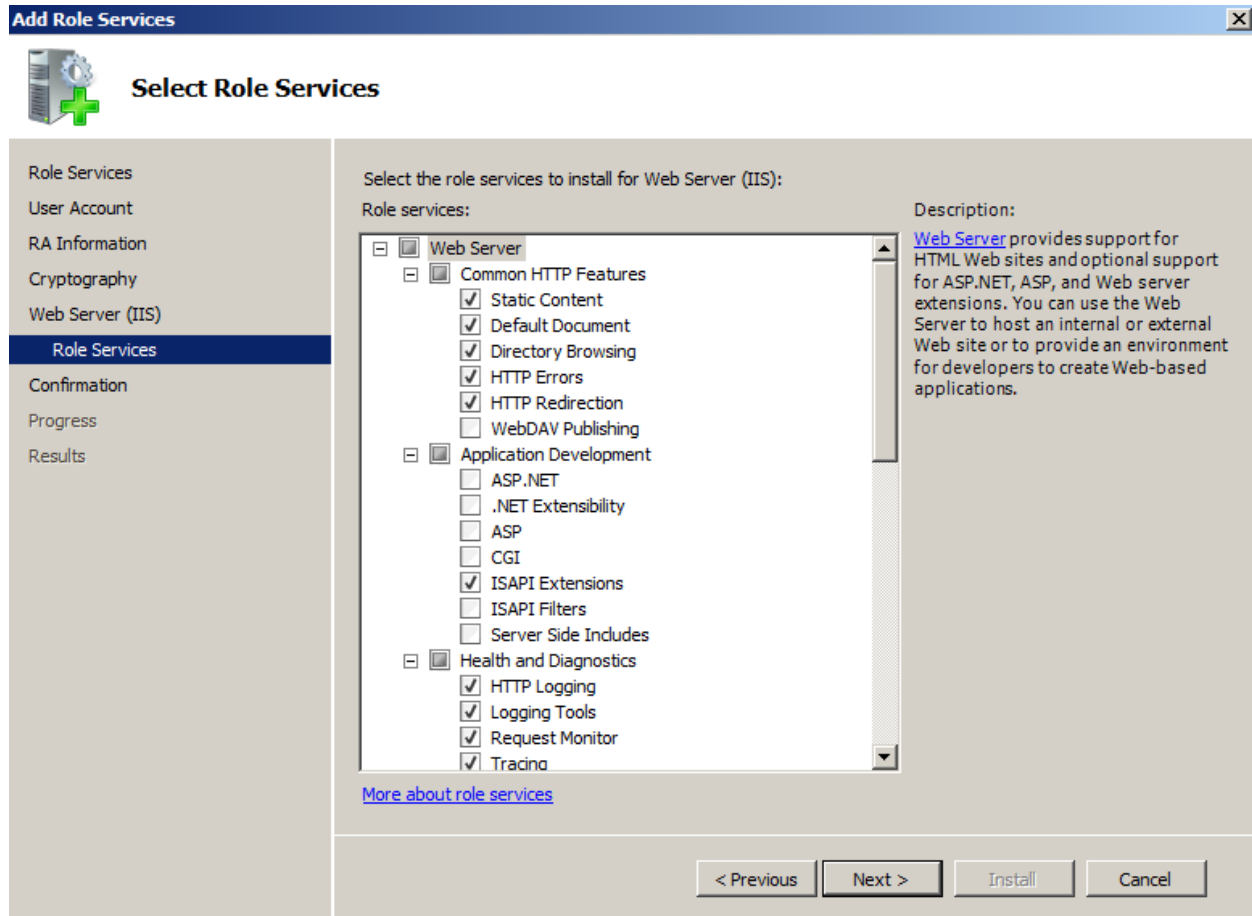 Add Role Services
Select Role Services
Role Services
User Account
RA Information
Cryptography
Web Server (IIS)
Role Services
Confirmation
Progress
Results
Select the role services to install for Web Server (IIS):
Role services:
Web Server
Common HTTP Features
Static Content
Default Document
Directory Browsing
HTTP Errors
HTTP Redirection
WebDAV Publishing
Application Development
ASP.NET
.NET Extensibility
ASP
CGI
ISAPI Extensions
ISAPI Filters
Server Side Includes
Health and Diagnostics
HTTP Logging
Logging Tools
Request Monitor
Tracing
More about role services
Description:
Web Server provides support for
HTML Web sites and optional support
for ASP.NET, ASP, and Web server
extensions. You can use the Web
Server to host an internal or external
Web site or to provide an environment
for developers to create Web-based
applications.
< Previous
Next >
Install
Cancel